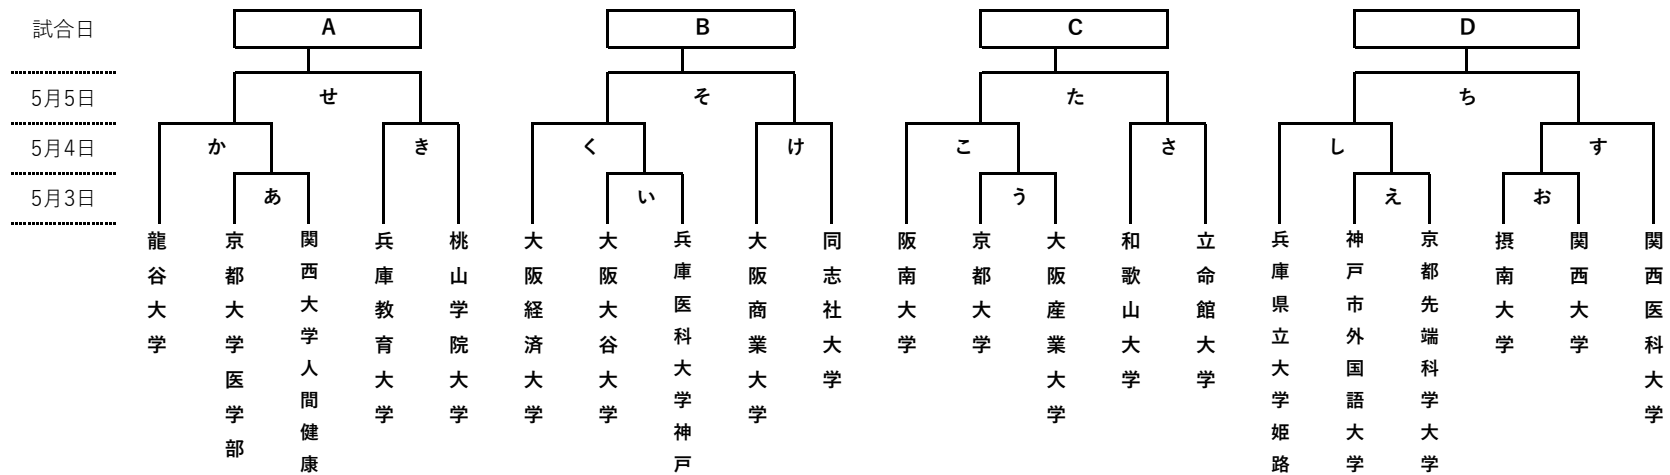 試合日
A
B
C
D
5月5日
せ
そ
た
ち
5月4日
か
き
く
け
こ
さ
し
す
5月3日
あ
い
う
え
お
龍谷大学
京都大学医学部
関西大学人間健康
兵庫教育大学
桃山学院大学
大阪経済大学
大阪大谷大学
兵庫医科大学神戸
大阪商業大学
同志社大学
阪南大学
京都大学
大阪産業大学
和歌山大学
立命館大学
兵庫県立大学姫路
神戸市外国語大学
京都先端科学大学
摂南大学
関西大学
関西医科大学